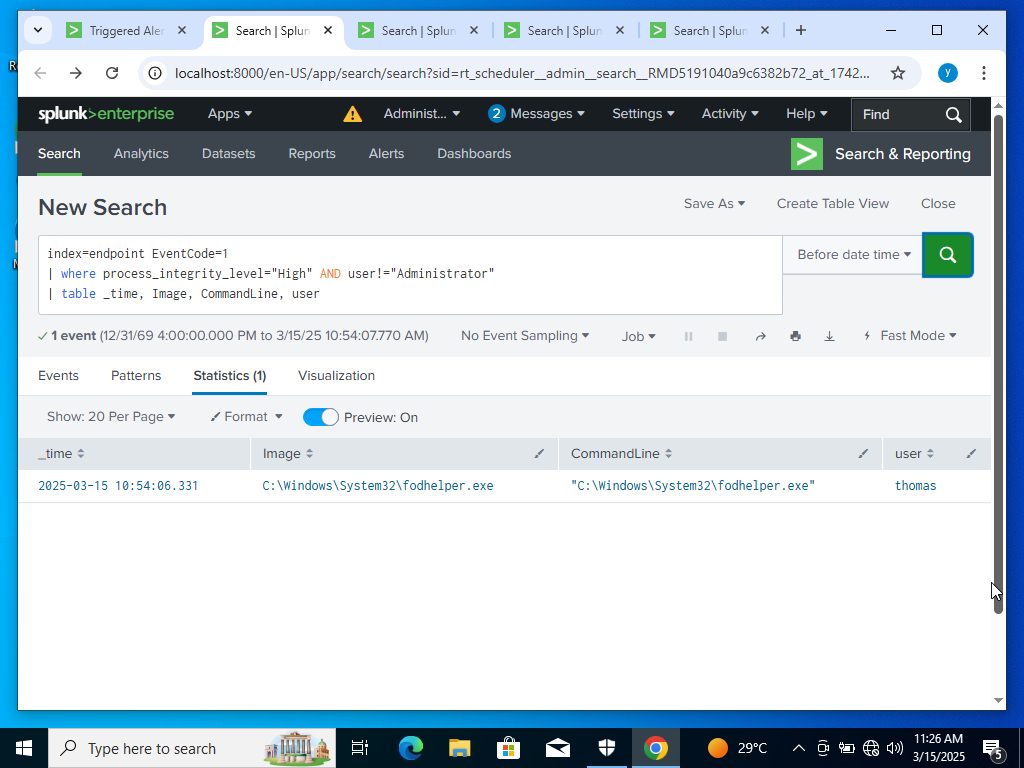 Triggered Aler
Search | Splun
Search | Splun
Search | Splun
Search | Splun
localhost:8000/en-US/app/search/search?sid=rt_scheduler__admin__search__RMD5191040a9c6382b72_at_1742...
y
splunk>enterprise
Apps
Administ...
2
Messages
Settings
Activity
Help
Find
Search
Analytics
Datasets
Reports
Alerts
Dashboards
Search & Reporting
New Search
Save As
Create Table View
Close
index=endpoint EventCode=1
| where process_integrity_level="High" AND user!="Administrator"
| table _time, Image, CommandLine, user
Before date time
1 event (12/31/69 4:00:00.000 PM to 3/15/25 10:54:07.770 AM)
No Event Sampling
Job
Fast Mode
Events
Patterns
Statistics (1)
Visualization
Show: 20 Per Page
Format
Preview: On
_time
Image
CommandLine
user
2025-03-15 10:54:06.331
C:\Windows\System32\fodhelper.exe
"C:\Windows\System32\fodhelper.exe"
thomas
Type here to search
29°C
11:26 AM
3/15/2025
5